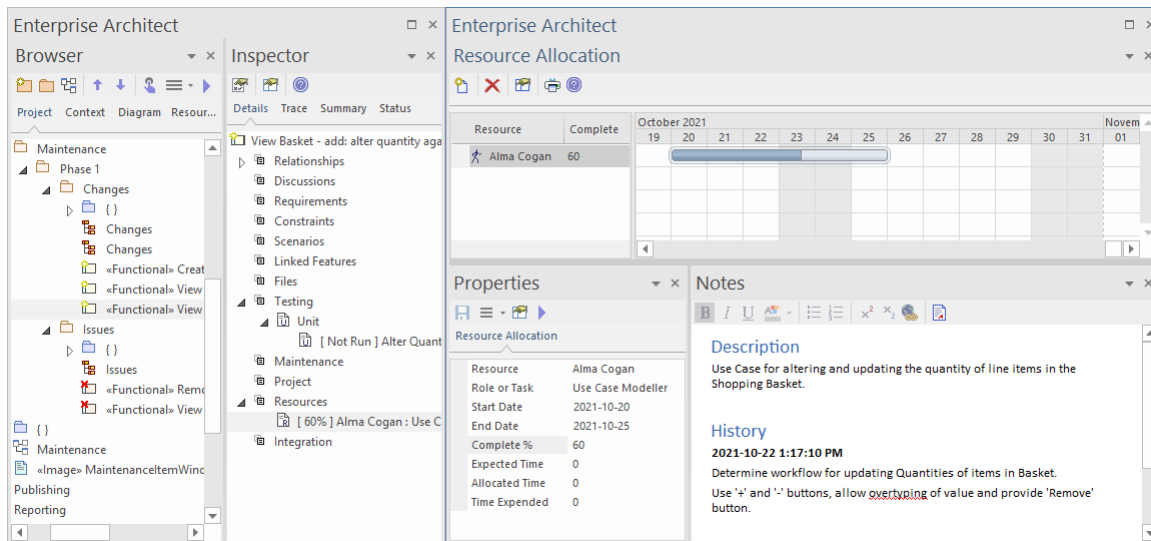 Enterprise Architect
Browser
Project Context Diagram Resour...
Maintenance
Phase 1
Changes
{ }
Changes
Changes
«Functional» Creat
«Functional» View
«Functional» View
Issues
{ }
Issues
«Functional» Remo
«Functional» View
{ }
Maintenance
«Image» MaintenanceItemWind
Publishing
Reporting
Inspector
Details Trace Summary Status
View Basket - add: alter quantity aga
Relationships
Discussions
Requirements
Constraints
Scenarios
Linked Features
Files
Testing
Unit
[ Not Run ] Alter Quant
Maintenance
Project
Resources
[ 60% ] Alma Cogan : Use C
Integration
Enterprise Architect
Resource Allocation
Resource Complete
October 2021 Novem
19 20 21 22 23 24 25 26 27 28 29 30 31 01
Alma Cogan 60
Properties
Resource Allocation
Resource Alma Cogan
Role or Task Use Case Modeller
Start Date 2021-10-20
End Date 2021-10-25
Complete % 60
Expected Time 0
Allocated Time 0
Time Expended 0
Notes
B I U
Description
Use Case for altering and updating the quantity of line items in the
Shopping Basket.
History
2021-10-22 1:17:10 PM
Determine workflow for updating Quantities of items in Basket.
Use '+' and '-' buttons, allow overtyping of value and provide 'Remove'
button.